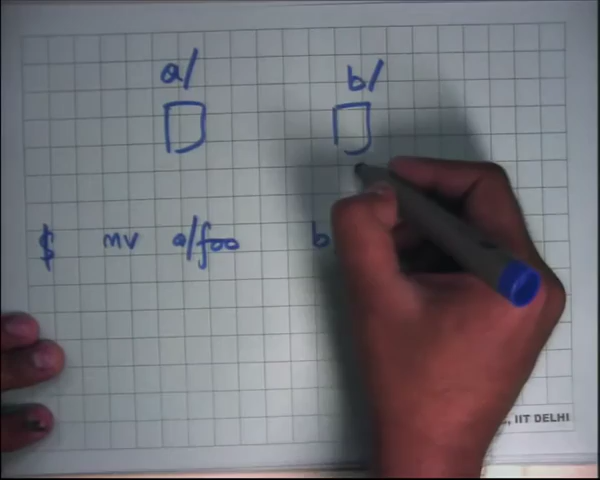 a/ b/
$ mv a/foo b
, IIT DELHI